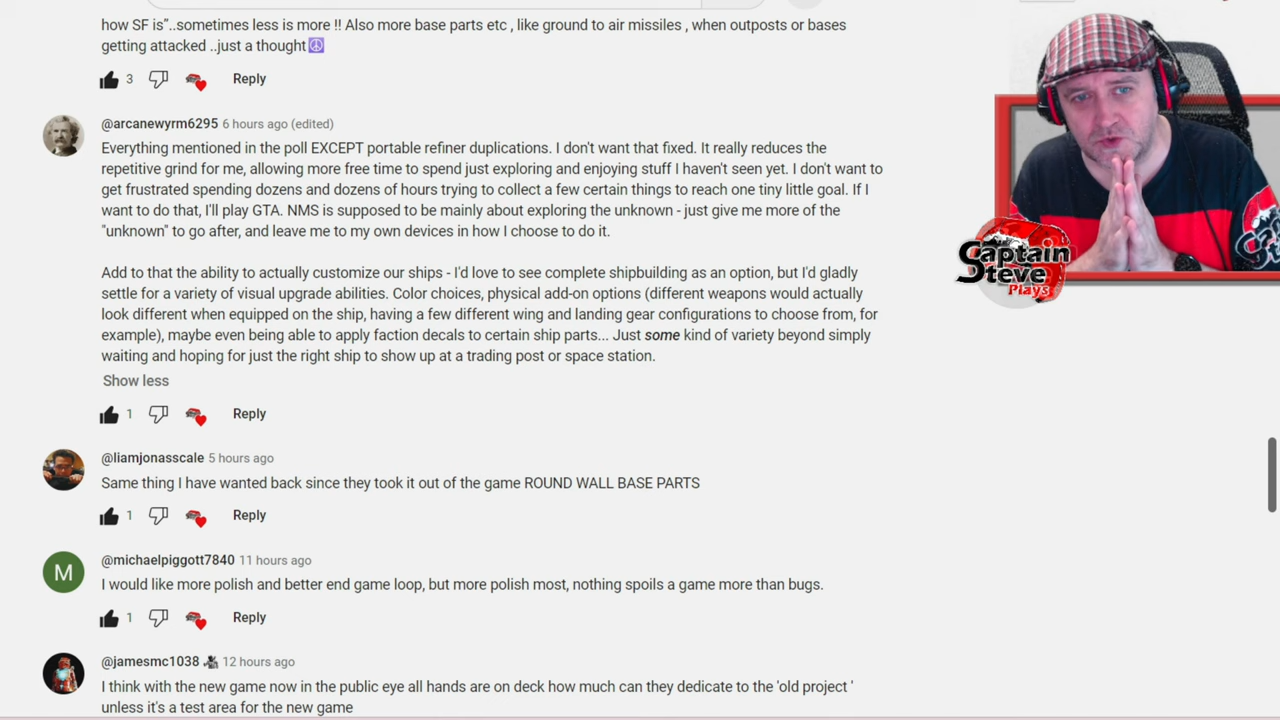 how SF is”..sometimes less is more !! Also more base parts etc , like ground to air missiles , when outposts or bases
getting attacked ..just a thought☮
3
Reply
@arcanewyrm6295 6 hours ago (edited)
Everything mentioned in the poll EXCEPT portable refiner duplications. I don't want that fixed. It really reduces the
repetitive grind for me, allowing more free time to spend just exploring and enjoying stuff I haven't seen yet. I don't want to
get frustrated spending dozens and dozens of hours trying to collect a few certain things to reach one tiny little goal. If I
want to do that, I'll play GTA. NMS is supposed to be mainly about exploring the unknown - just give me more of the
"unknown" to go after, and leave me to my own devices in how I choose to do it.
Add to that the ability to actually customize our ships - I'd love to see complete shipbuilding as an option, but I'd gladly
settle for a variety of visual upgrade abilities. Color choices, physical add-on options (different weapons would actually
look different when equipped on the ship, having a few different wing and landing gear configurations to choose from, for
example), maybe even being able to apply faction decals to certain ship parts... Just some kind of variety beyond simply
waiting and hoping for just the right ship to show up at a trading post or space station.
Show less
1
Reply
@liamjonasscale 5 hours ago
Same thing I have wanted back since they took it out of the game ROUND WALL BASE PARTS
1
Reply
M
@michaelpiggott7840 11 hours ago
I would like more polish and better end game loop, but more polish most, nothing spoils a game more than bugs.
1
Reply
@jamesmc1038 12 hours ago
I think with the new game now in the public eye all hands are on deck how much can they dedicate to the 'old project '
unless it's a test area for the new game
Captain
Steve
Plays